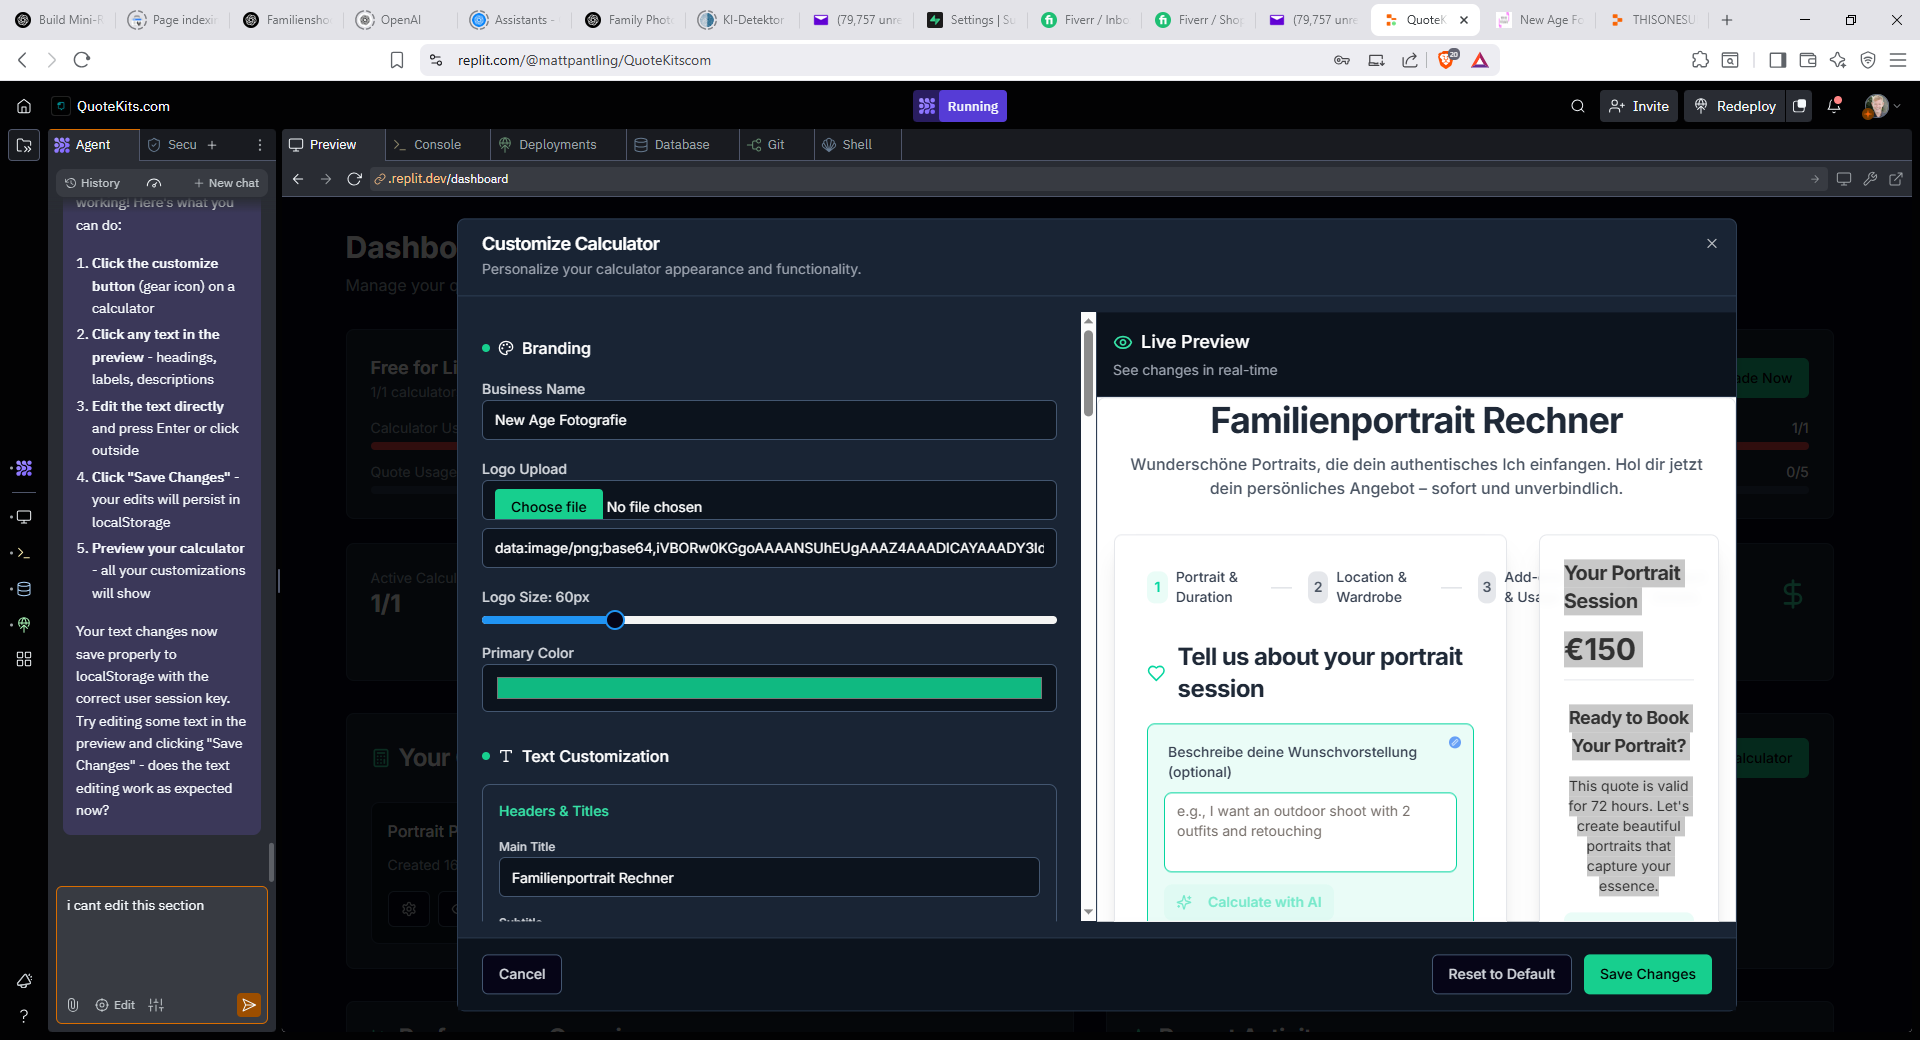 Build Mini-R
Page indexi
Familiensho
OpenAI
Assistants -
Family Phot
KI-Detektor
(79,757 unre
Settings | Su
Fiverr / Inbo
Fiverr / Shop
(79,757 unre
QuoteK
New Age Fo
THISONESU
replit.com/@mattpantling/QuoteKitscom
20
QuoteKits.com
Running
Invite
Redeploy
Agent
Secu
Preview
Console
Deployments
Database
Git
Shell
History
New chat
.replit.dev/dashboard
working! Here's what you
can do:
1. Click the customize
button (gear icon) on a
calculator
2. Click any text in the
preview - headings,
labels, descriptions
3. Edit the text directly
and press Enter or click
outside
4. Click "Save Changes" -
your edits will persist in
localStorage
5. Preview your calculator
- all your customizations
will show
Your text changes now
save properly to
localStorage with the
correct user session key.
Try editing some text in the
preview and clicking "Save
Changes" - does the text
editing work as expected
now?
i cant edit this section
Edit
Dashbo
Manage your q
Free for Li
1/1 calculator
Calculator Us
Quote Usage
Active Calcu
1/1
Your
Portrait P
Created 16
Customize Calculator
Personalize your calculator appearance and functionality.
Branding
Business Name
New Age Fotografie
Logo Upload
Choose file No file chosen
data:image/png;base64,iVBORw0KGgoAAAANSUhEUgAAAZ4AAADICAYAAADY3Id
Logo Size: 60px
Primary Color
Text Customization
Headers & Titles
Main Title
Familienportrait Rechner
Subtitle
Live Preview
See changes in real-time
Familienportrait Rechner
Wunderschöne Portraits, die dein authentisches Ich einfangen. Hol dir jetzt
dein persönliches Angebot – sofort und unverbindlich.
1
Portrait &
Duration
2
Location &
Wardrobe
3
Add-
& Usa
Tell us about your portrait
session
Beschreibe deine Wunschvorstellung
(optional)
e.g., I want an outdoor shoot with 2
outfits and retouching
Calculate with AI
Your Portrait
Session
€150
Ready to Book
Your Portrait?
This quote is valid
for 72 hours. Let's
create beautiful
portraits that
capture your
essence.
de Now
1/1
0/5
alculator
Cancel
Reset to Default
Save Changes